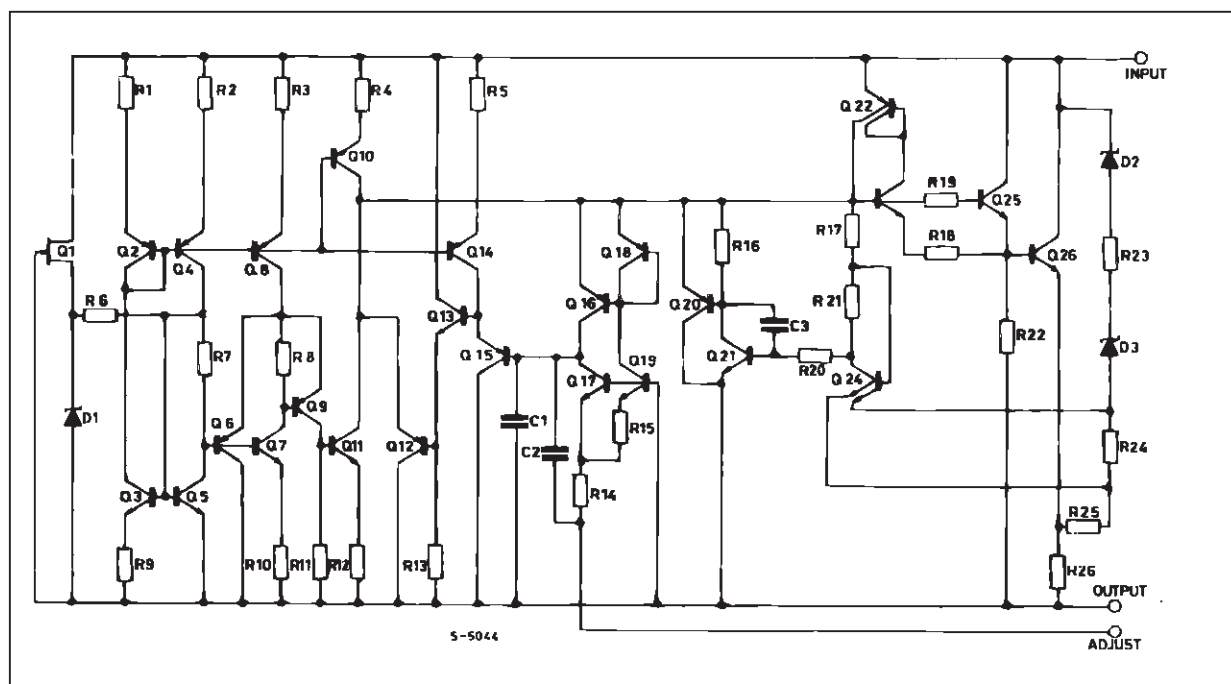 INPUT
R1
R2
R3
R4
R5
Q22
D2
Q10
R19
Q25
R17
R18
Q26
R23
Q1
Q2
Q4
Q8
Q14
Q18
R16
R6
R21
Q13
Q16
Q20
C3
R22
D3
R7
R8
Q15
Q19
Q21
R20
Q24
Q17
D1
Q6
Q9
Q7
Q11
Q12
C1
R15
C2
R24
Q3
Q5
R14
R25
R9
R10
R11
R12
R13
R26
OUTPUT
S-5044
ADJUST